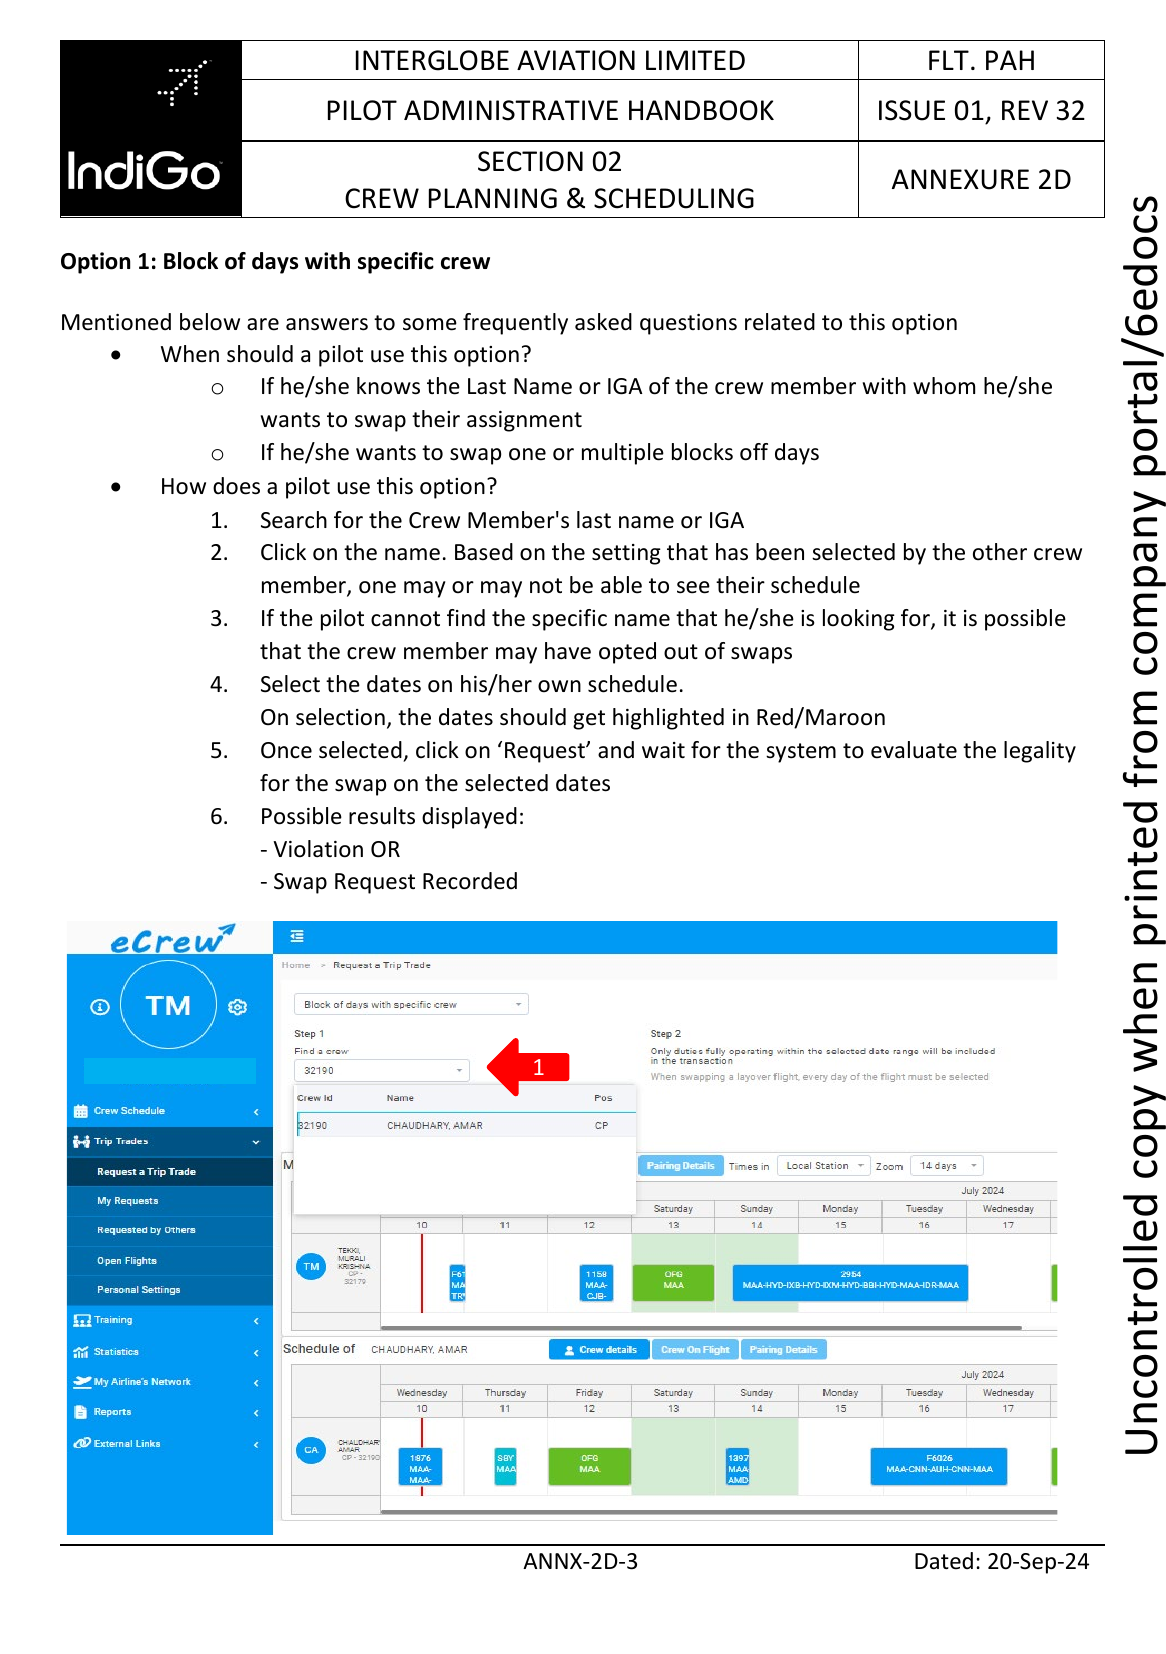 IndiGo
INTERGLOBE AVIATION LIMITED
FLT. PAH
PILOT ADMINISTRATIVE HANDBOOK
ISSUE 01, REV 32
SECTION 02
CREW PLANNING & SCHEDULING
ANNEXURE 2D
Option 1: Block of days with specific crew
Mentioned below are answers to some frequently asked questions related to this option
• When should a pilot use this option?
o If he/she knows the Last Name or IGA of the crew member with whom he/she
wants to swap their assignment
o If he/she wants to swap one or multiple blocks off days
• How does a pilot use this option?
1. Search for the Crew Member's last name or IGA
2. Click on the name. Based on the setting that has been selected by the other crew
member, one may or may not be able to see their schedule
3. If the pilot cannot find the specific name that he/she is looking for, it is possible
that the crew member may have opted out of swaps
4. Select the dates on his/her own schedule.
On selection, the dates should get highlighted in Red/Maroon
5. Once selected, click on ‘Request’ and wait for the system to evaluate the legality
for the swap on the selected dates
6. Possible results displayed:
- Violation OR
- Swap Request Recorded
eCrew
TM
Crew Schedule
Trip Trades
Request a Trip Trade
My Requests
Requested by Others
Open Flights
Personal Settings
Training
Statistics
My Airline's Network
Reports
External Links
Home > Request a Trip Trade
Block of days with specific crew
Step 1
Find a crew
32190
1
Crew Id Name Pos
32190 CHAUDHARY, AMAR CP
Step 2
Only duties fully operating within the selected date range will be included
in the transaction
When swapping a layover flight, every day of the flight must be selected
M
Pairing Details Times in Local Station Zoom 14 days
July 2024
Saturday Sunday Monday Tuesday Wednesday
10 11 12 13 14 15 16 17
TM
TEKKI,
MURALI
KRISHNA
CP -
32179
F61
MA
TR
1158
MAA-
CJB-
OFG
MAA
2954
MAA-HYD-IXB-HYD-IXM-HYD-BBI-HYD-MAA-IDR-MAA
Schedule of CHAUDHARY, AMAR
Crew details Crew On Flight Pairing Details
July 2024
Wednesday Thursday Friday Saturday Sunday Monday Tuesday Wednesday
10 11 12 13 14 15 16 17
CA
CHAUDHAR
AMAR
CP - 32190
1876
MAA-
MAA-
SBY
MAA
OFG
MAA
1397
MAA
AMD
F6026
MAA-CNN-AUH-CNN-MAA
ANNX-2D-3
Dated: 20-Sep-24
Uncontrolled copy when printed from company portal/6edocs